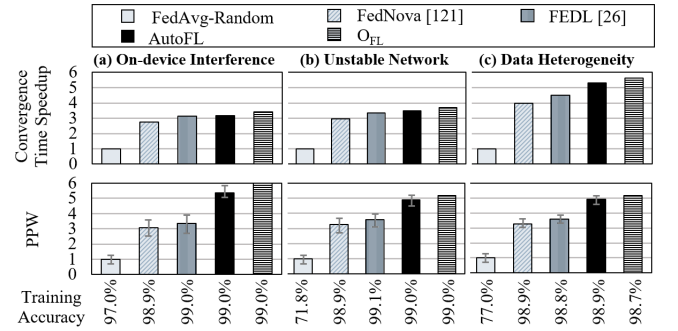 FedAvg-Random FedNova [121] FEDL [26]
AutoFL OFL
(a) On-device Interference (b) Unstable Network (c) Data Heterogeneity
Convergence
Time Speedup
6
5
4
3
2
1
0
PPW
6
5
4
3
2
1
0
Training
Accuracy
97.0% 98.9% 99.0% 99.0% 99.0% 71.8% 98.9% 99.1% 99.0% 99.0% 77.0% 98.9% 98.8% 98.9% 98.7%